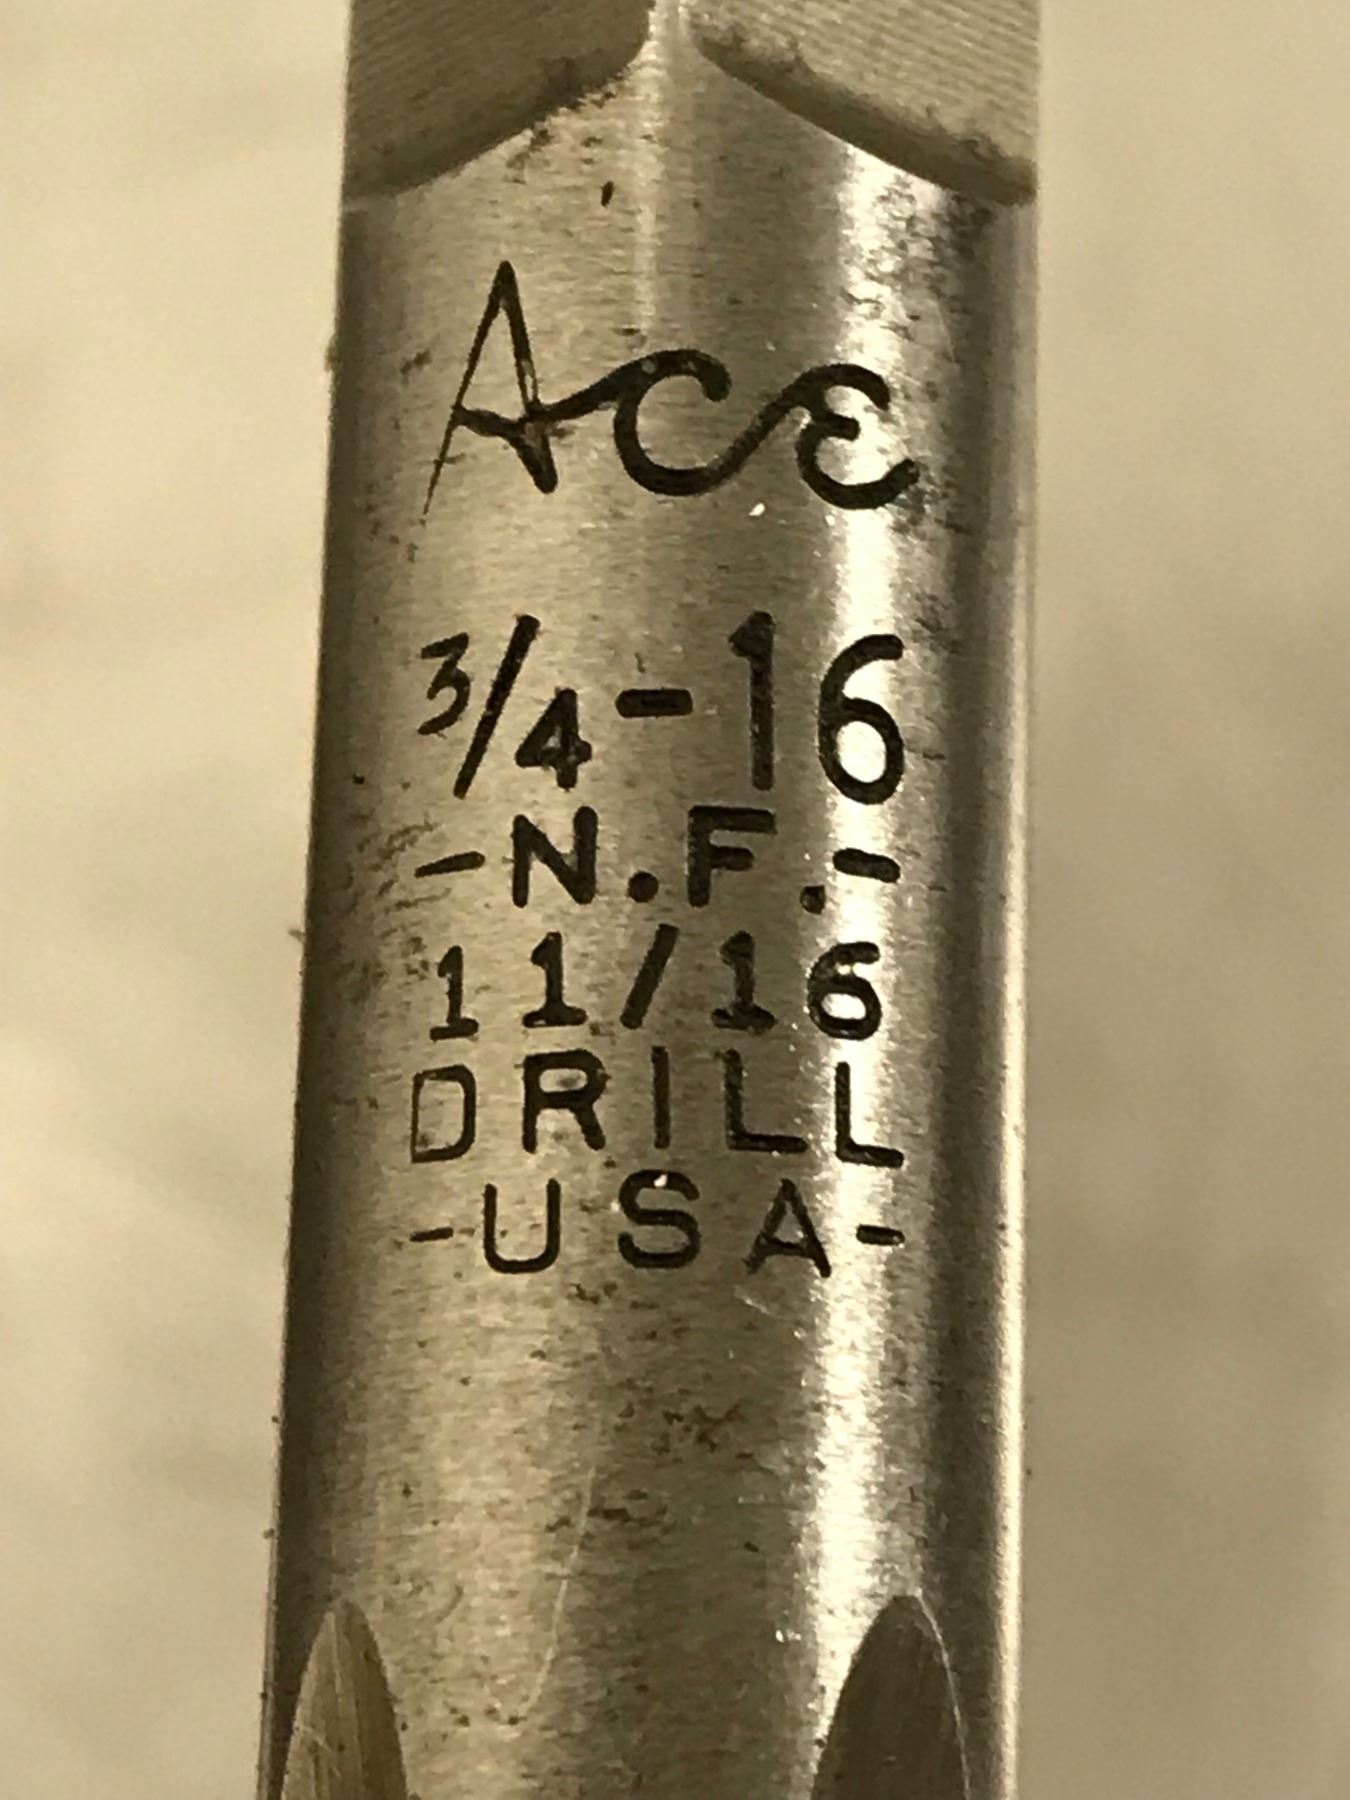 Ace
3/4-16
-N.F.-
11/16
DRILL
-USA-